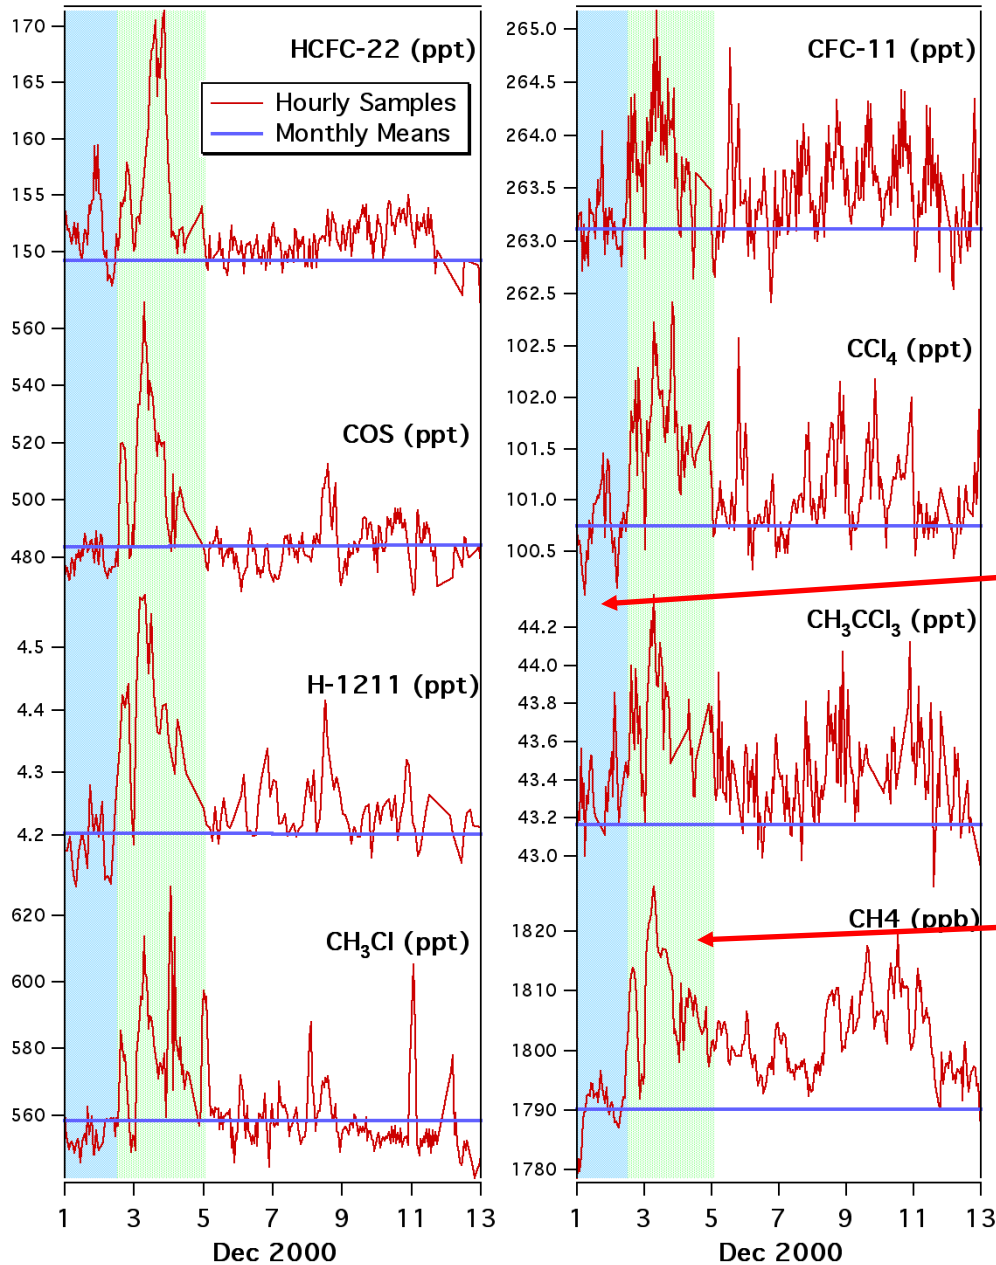 HCFC-22 (ppt)
Hourly Samples
Monthly Means
170
165
160
155
150
COS (ppt)
560
540
520
500
480
H-1211 (ppt)
4.5
4.4
4.3
4.2
CH₃Cl (ppt)
620
600
580
560
1 3 5 7 9 11 13
Dec 2000
CFC-11 (ppt)
265.0
264.5
264.0
263.5
263.0
262.5
CCl₄ (ppt)
102.5
102.0
101.5
101.0
100.5
CH₃CCl₃ (ppt)
44.2
44.0
43.8
43.6
43.4
43.2
43.0
CH4 (ppb)
1820
1810
1800
1790
1780
1 3 5 7 9 11 13
Dec 2000